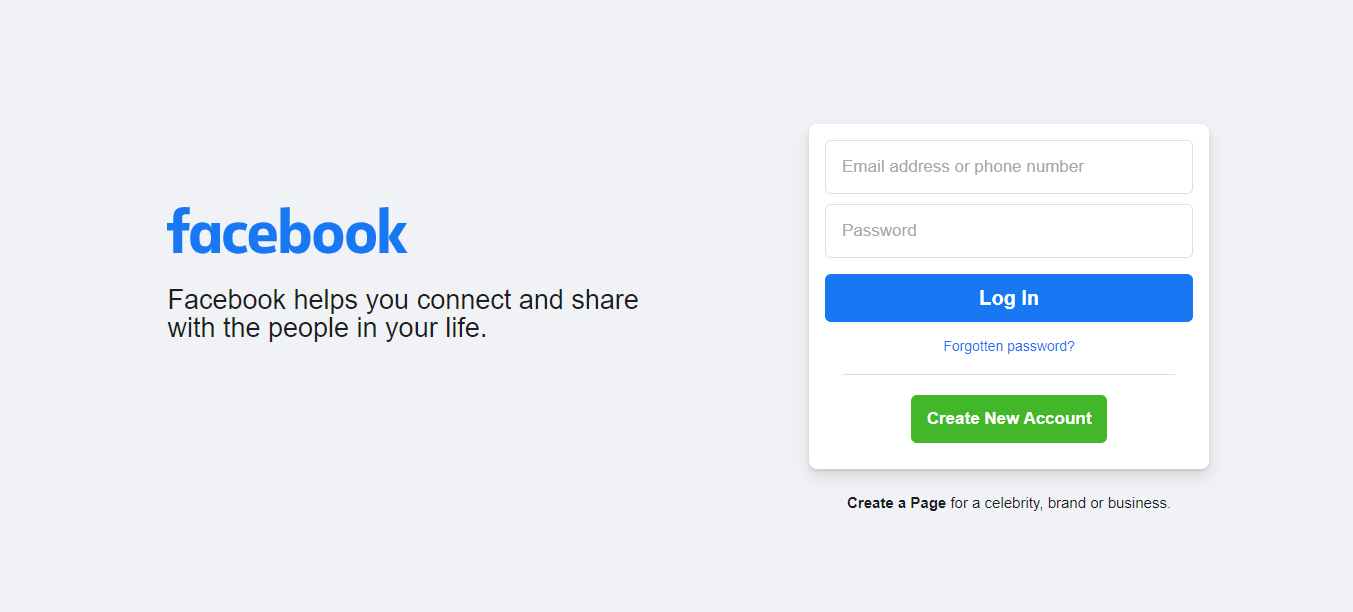 facebook
Facebook helps you connect and share
with the people in your life.
Email address or phone number
Password
Log In
Forgotten password?
Create New Account
Create a Page for a celebrity, brand or business.